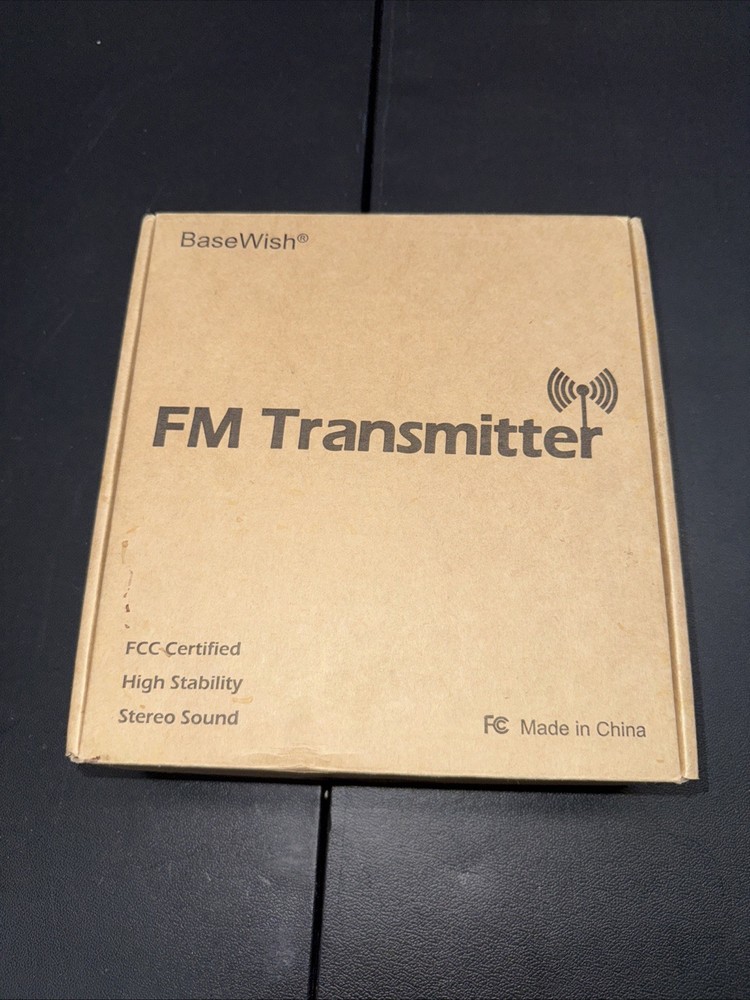 BaseWish®
FM Transmitter
FCC Certified
High Stability
Stereo Sound
FC Made in China